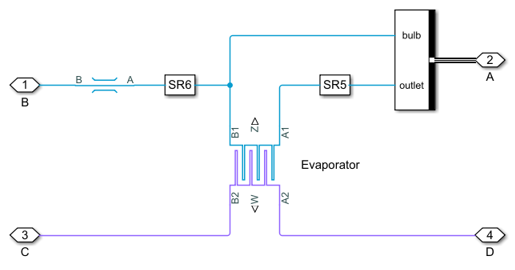 bulb
1
B
B
A
SR6
SR5
outlet
2
A
B1
Z>
A1
Evaporator
B2
<W
A2
3
C
4
D